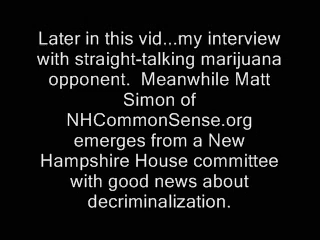 Later in this vid...my interview
with straight-talking marijuana
opponent.  Meanwhile Matt
Simon of
NHCommonSense.org
emerges from a New
Hampshire House committee
with good news about
decriminalization.